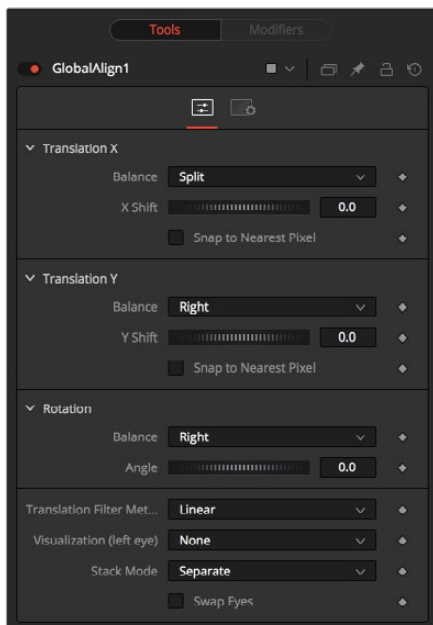 Tools Modifiers
GlobalAlign1
Translation X
Balance Split
X Shift 0.0
Snap to Nearest Pixel
Translation Y
Balance Right
Y Shift 0.0
Snap to Nearest Pixel
Rotation
Balance Right
Angle 0.0
Translation Filter Met... Linear
Visualization (left eye) None
Stack Mode Separate
Swap Eyes